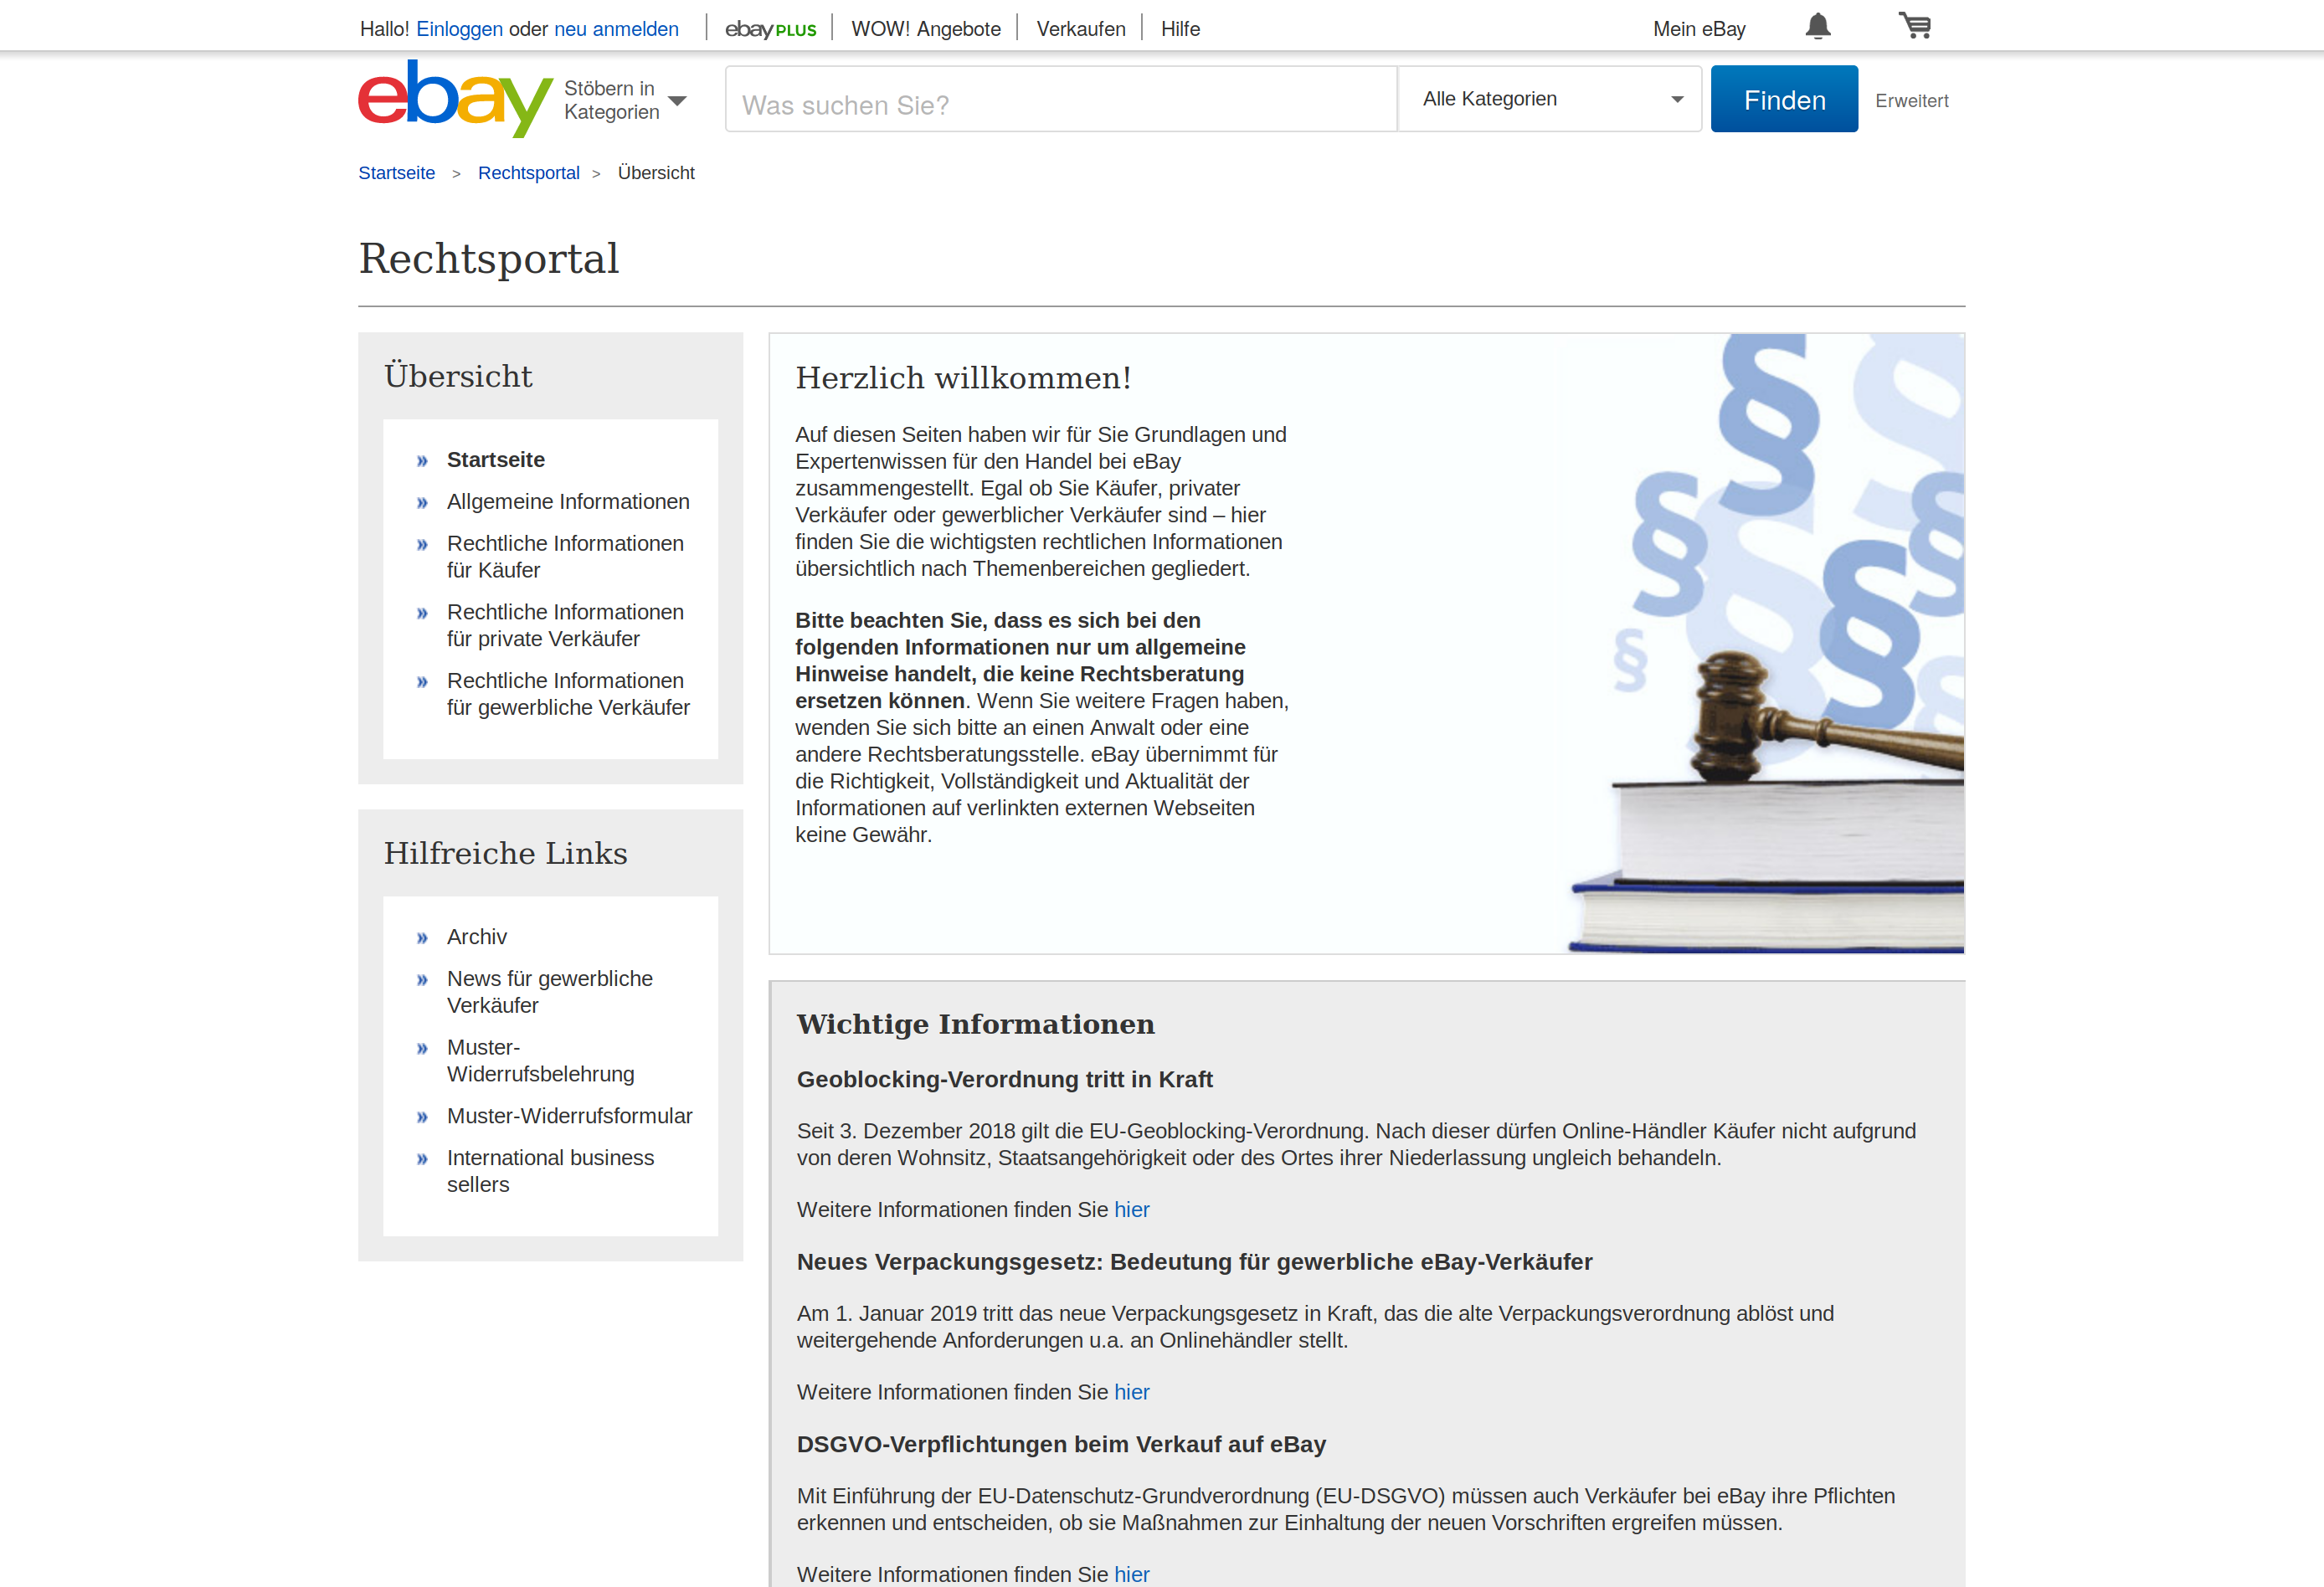 Hallo! Einloggen oder neu anmelden
ebay PLUS
WOW! Angebote
Verkaufen
Hilfe
Mein eBay
ebay
Stöbern in
Kategorien
Was suchen Sie?
Alle Kategorien
Finden
Erweitert
Startseite > Rechtsportal > Übersicht
Rechtsportal
Übersicht
» Startseite
» Allgemeine Informationen
» Rechtliche Informationen
für Käufer
» Rechtliche Informationen
für private Verkäufer
» Rechtliche Informationen
für gewerbliche Verkäufer
Hilfreiche Links
» Archiv
» News für gewerbliche
Verkäufer
» Muster-
Widerrufsbelehrung
» Muster-Widerrufsformular
» International business
sellers
Herzlich willkommen!
Auf diesen Seiten haben wir für Sie Grundlagen und
Expertenwissen für den Handel bei eBay
zusammengestellt. Egal ob Sie Käufer, privater
Verkäufer oder gewerblicher Verkäufer sind – hier
finden Sie die wichtigsten rechtlichen Informationen
übersichtlich nach Themenbereichen gegliedert.
Bitte beachten Sie, dass es sich bei den
folgenden Informationen nur um allgemeine
Hinweise handelt, die keine Rechtsberatung
ersetzen können. Wenn Sie weitere Fragen haben,
wenden Sie sich bitte an einen Anwalt oder eine
andere Rechtsberatungsstelle. eBay übernimmt für
die Richtigkeit, Vollständigkeit und Aktualität der
Informationen auf verlinkten externen Webseiten
keine Gewähr.
Wichtige Informationen
Geoblocking-Verordnung tritt in Kraft
Seit 3. Dezember 2018 gilt die EU-Geoblocking-Verordnung. Nach dieser dürfen Online-Händler Käufer nicht aufgrund
von deren Wohnsitz, Staatsangehörigkeit oder des Ortes ihrer Niederlassung ungleich behandeln.
Weitere Informationen finden Sie hier
Neues Verpackungsgesetz: Bedeutung für gewerbliche eBay-Verkäufer
Am 1. Januar 2019 tritt das neue Verpackungsgesetz in Kraft, das die alte Verpackungsverordnung ablöst und
weitergehende Anforderungen u.a. an Onlinehändler stellt.
Weitere Informationen finden Sie hier
DSGVO-Verpflichtungen beim Verkauf auf eBay
Mit Einführung der EU-Datenschutz-Grundverordnung (EU-DSGVO) müssen auch Verkäufer bei eBay ihre Pflichten
erkennen und entscheiden, ob sie Maßnahmen zur Einhaltung der neuen Vorschriften ergreifen müssen.
Weitere Informationen finden Sie hier